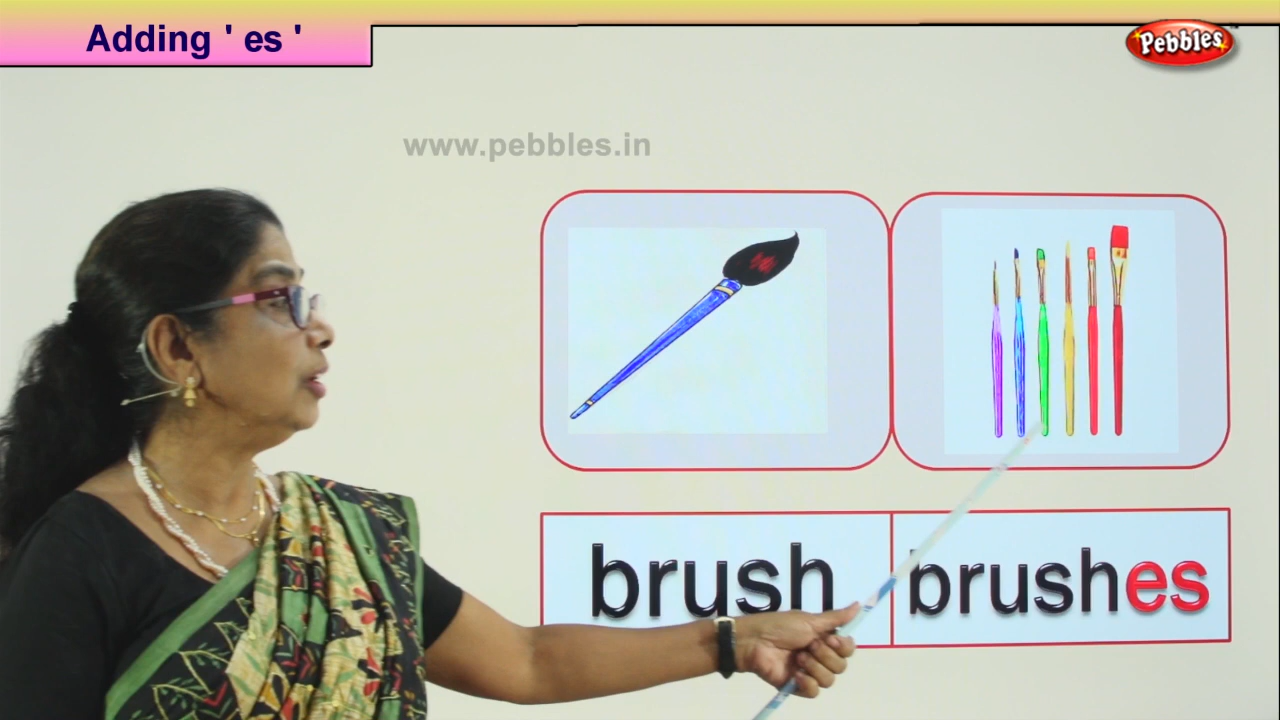 Adding ' es '
Pebbles
www.pebbles.in
brush
brushes